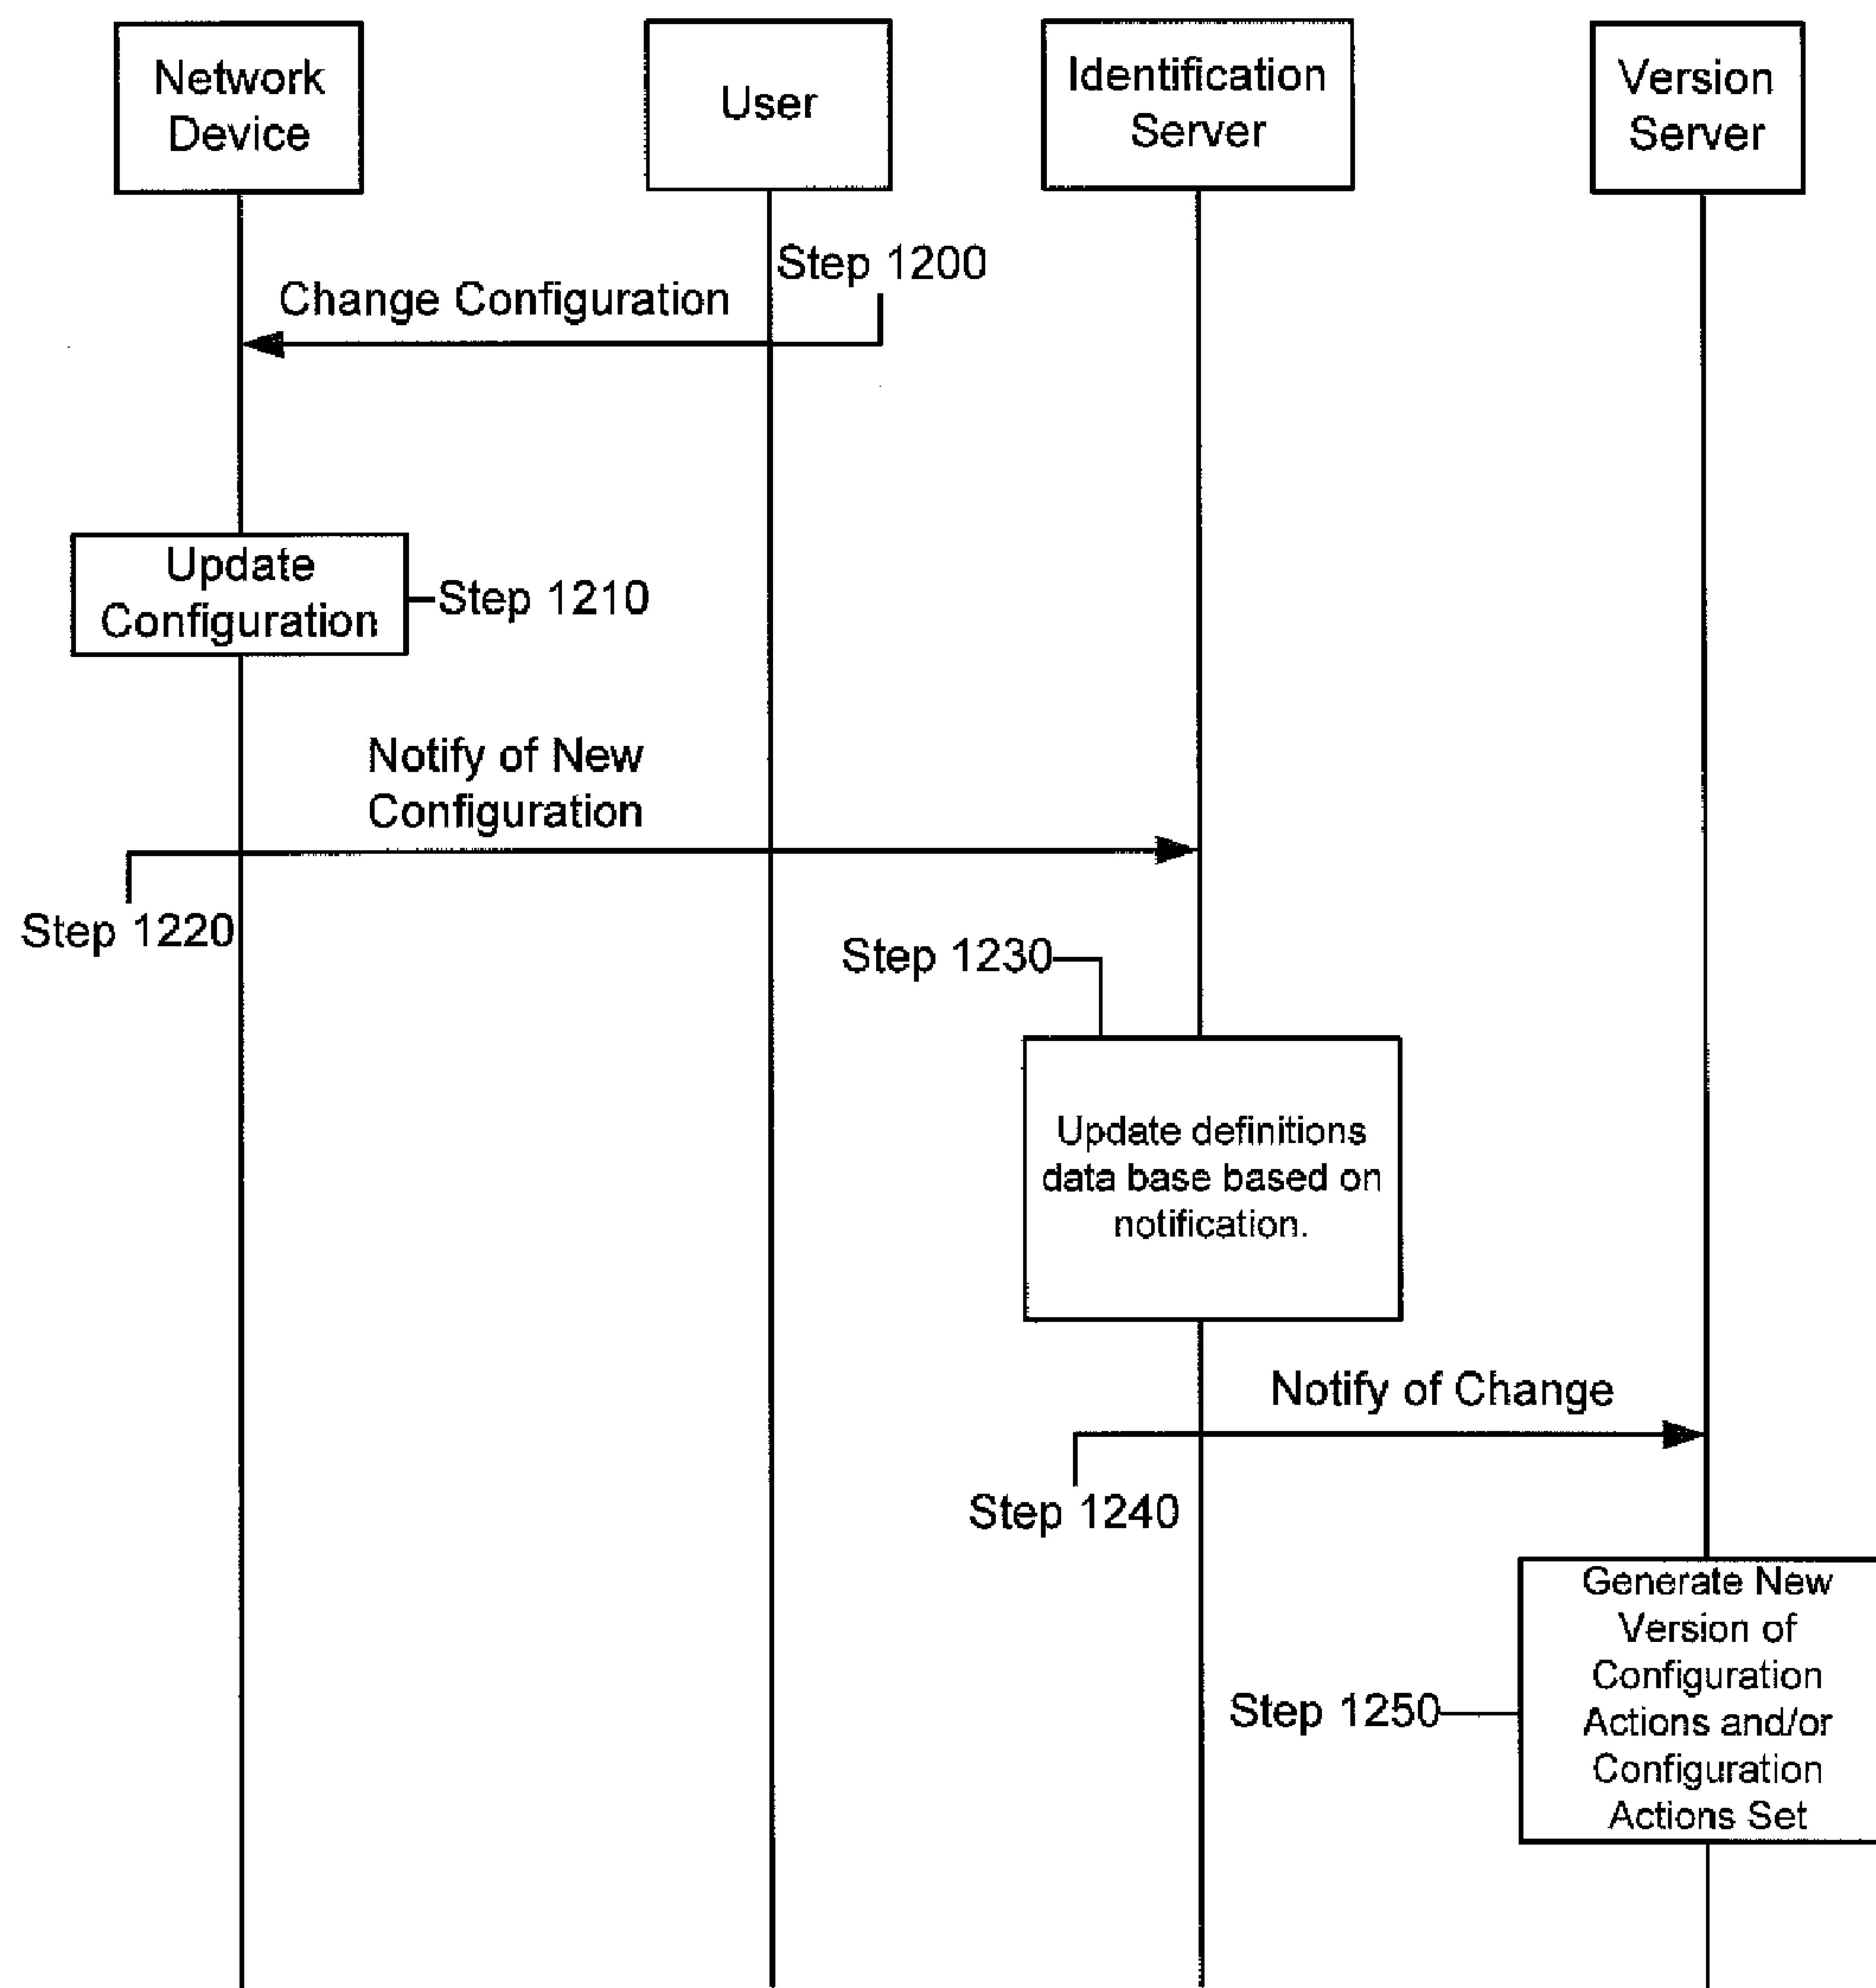 Network
Device
User
Identification
Server
Version
Server
Step 1200
Change Configuration
Update
Configuration
Step 1210
Notify of New
Configuration
Step 1220
Step 1230
Update definitions
data base based on
notification.
Notify of Change
Step 1240
Generate New
Version of
Configuration
Actions and/or
Configuration
Actions Set
Step 1250